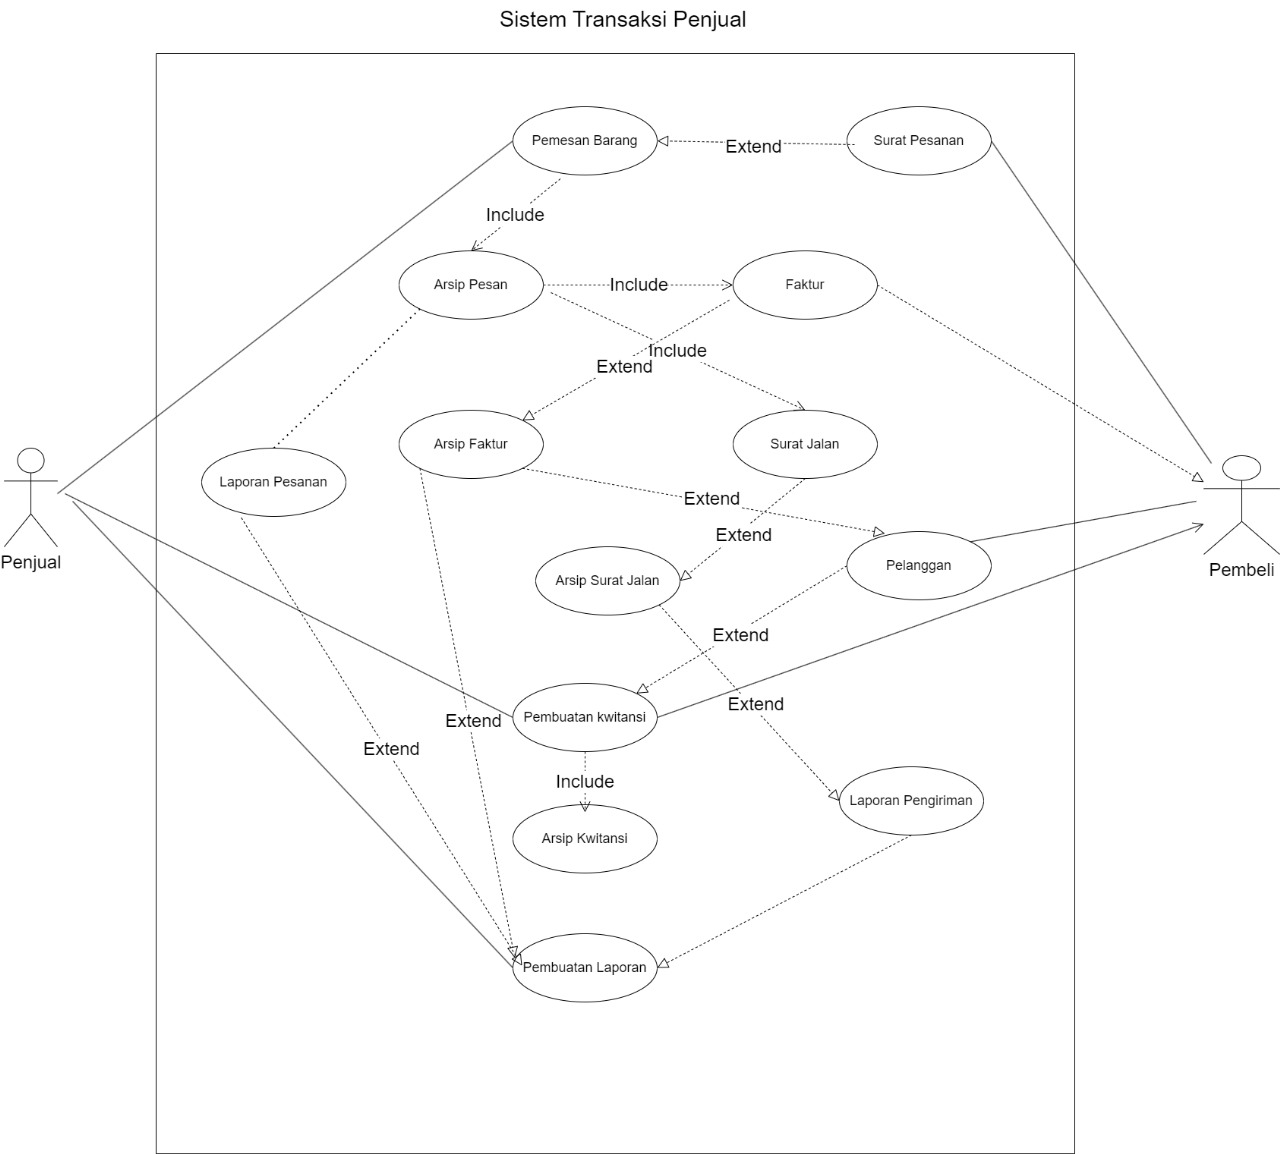 Sistem Transaksi Penjual
Pemesan Barang
Extend
Surat Pesanan
Include
Arsip Pesan
Include
Faktur
Include
Extend
Arsip Faktur
Surat Jalan
Laporan Pesanan
Extend
Extend
Penjual
Pelanggan
Pembeli
Arsip Surat Jalan
Extend
Extend
Pembuatan kwitansi
Extend
Extend
Include
Laporan Pengiriman
Arsip Kwitansi
Pembuatan Laporan